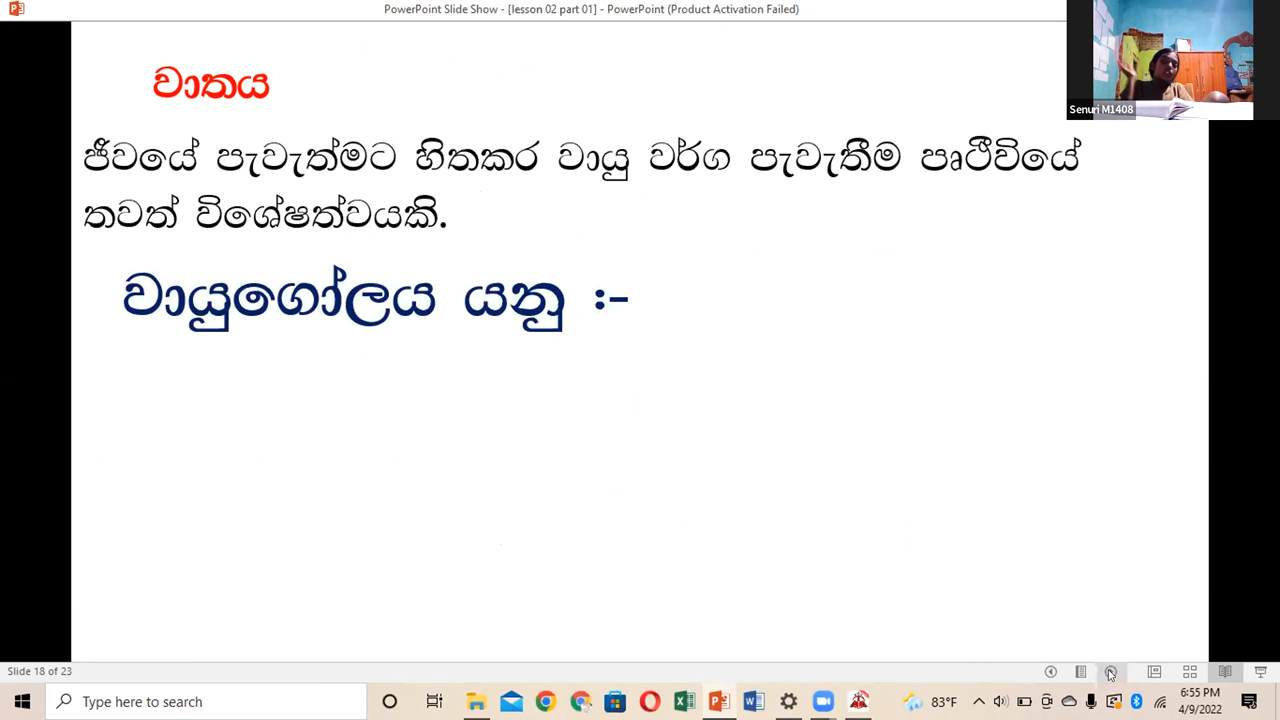 PowerPoint Slide Show - [lesson 02 part 01] - PowerPoint (Product Activation Failed)
Senuri M1408
වාතය
ජීවයේ පැවැත්මට හිතකර වායු වර්ග පැවැතීම පෘථිවියේ
තවත් විශේෂත්වයකි.
වායුගෝලය යනු :-
Slide 18 of 23
Type here to search
83°F
6:55 PM
4/9/2022